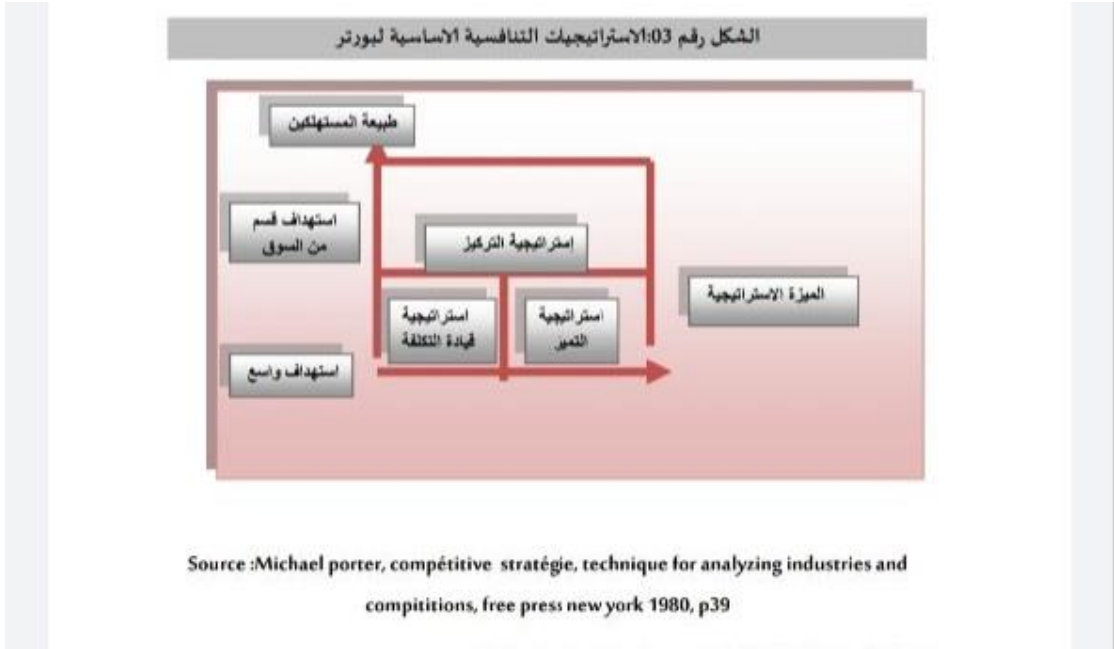 الشكل رقم 03:الاستراتيجيات التنافسية الاساسية لبورتر
طبيعة المستهلكين
استهداف قسم
من السوق
إستراتيجية التركيز
الميزة الاستراتيجية
استراتيجية
التميز
استراتيجية
قيادة التكلفة
استهداف واسع
Source :Michael porter, compétitive stratégie, technique for analyzing industries and
compititions, free press new york 1980, p39